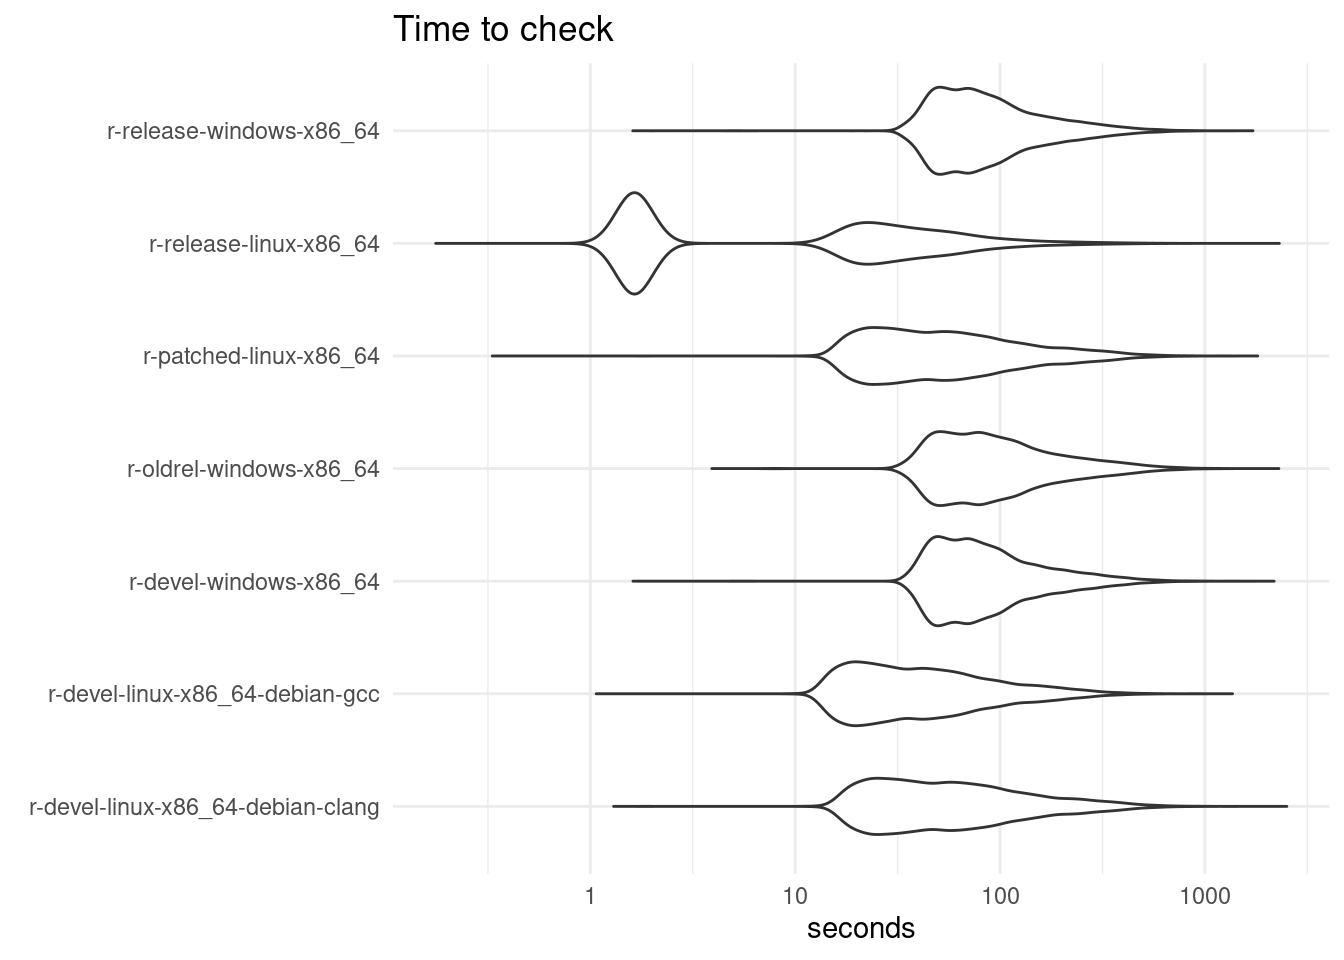 Time to check
r-release-windows-x86_64
r-release-linux-x86_64
r-patched-linux-x86_64
r-oldrel-windows-x86_64
r-devel-windows-x86_64
r-devel-linux-x86_64-debian-gcc
r-devel-linux-x86_64-debian-clang
1 10 100 1000
seconds